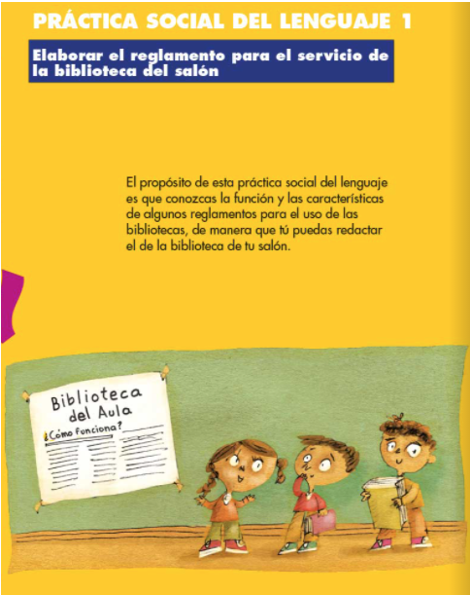 PRÁCTICA SOCIAL DEL LENGUAJE 1
Elaborar el reglamento para el servicio de
la biblioteca del salón
El propósito de esta práctica social del lenguaje
es que conozcas la función y las características
de algunos reglamentos para el uso de las
bibliotecas, de manera que tú puedas redactar
el de la biblioteca de tu salón.
Biblioteca
del Aula
¿Cómo funciona?